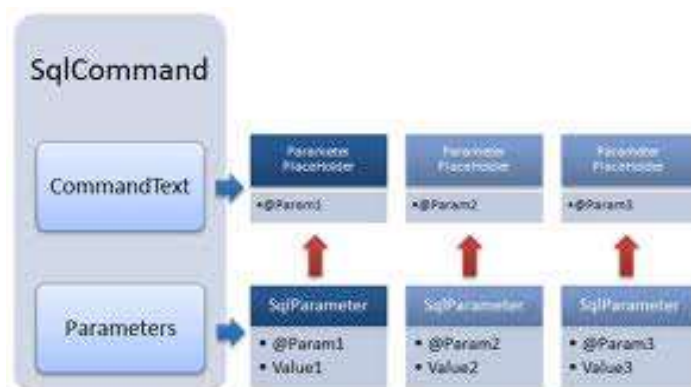 SqlCommand
CommandText
Parameter PlaceHolder
•@Param1
Parameter PlaceHolder
•@Param2
Parameter PlaceHolder
•@Param3
Parameters
SqlParameter
• @Param1
• Value1
SqlParameter
• @Param2
• Value2
SqlParameter
• @Param3
• Value3